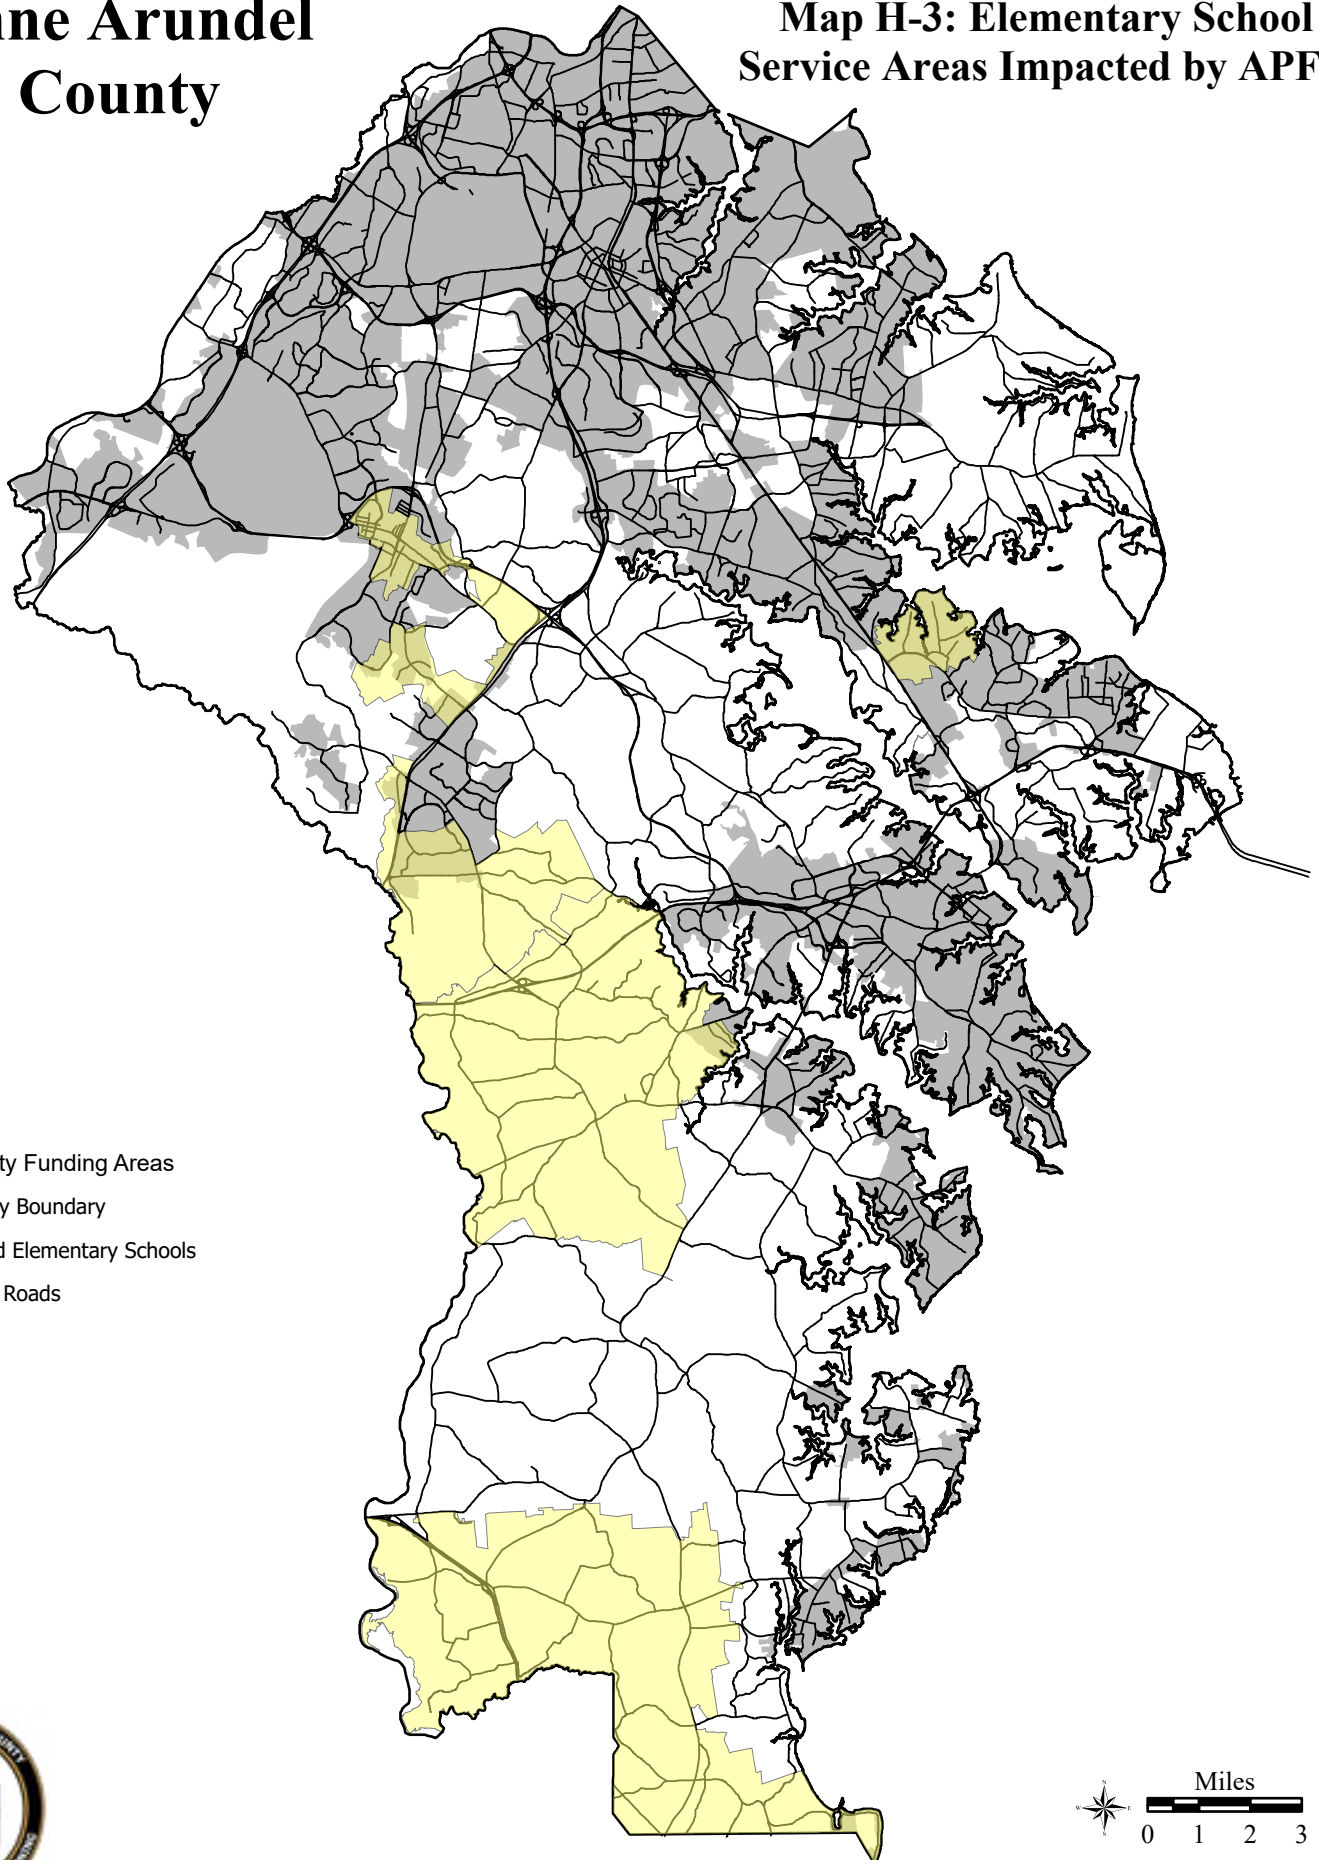 nne Arundel
County
Map H-3: Elementary School
Service Areas Impacted by APF
ty Funding Areas
y Boundary
d Elementary Schools
Roads
Miles
0 1 2 3
N
W E
S